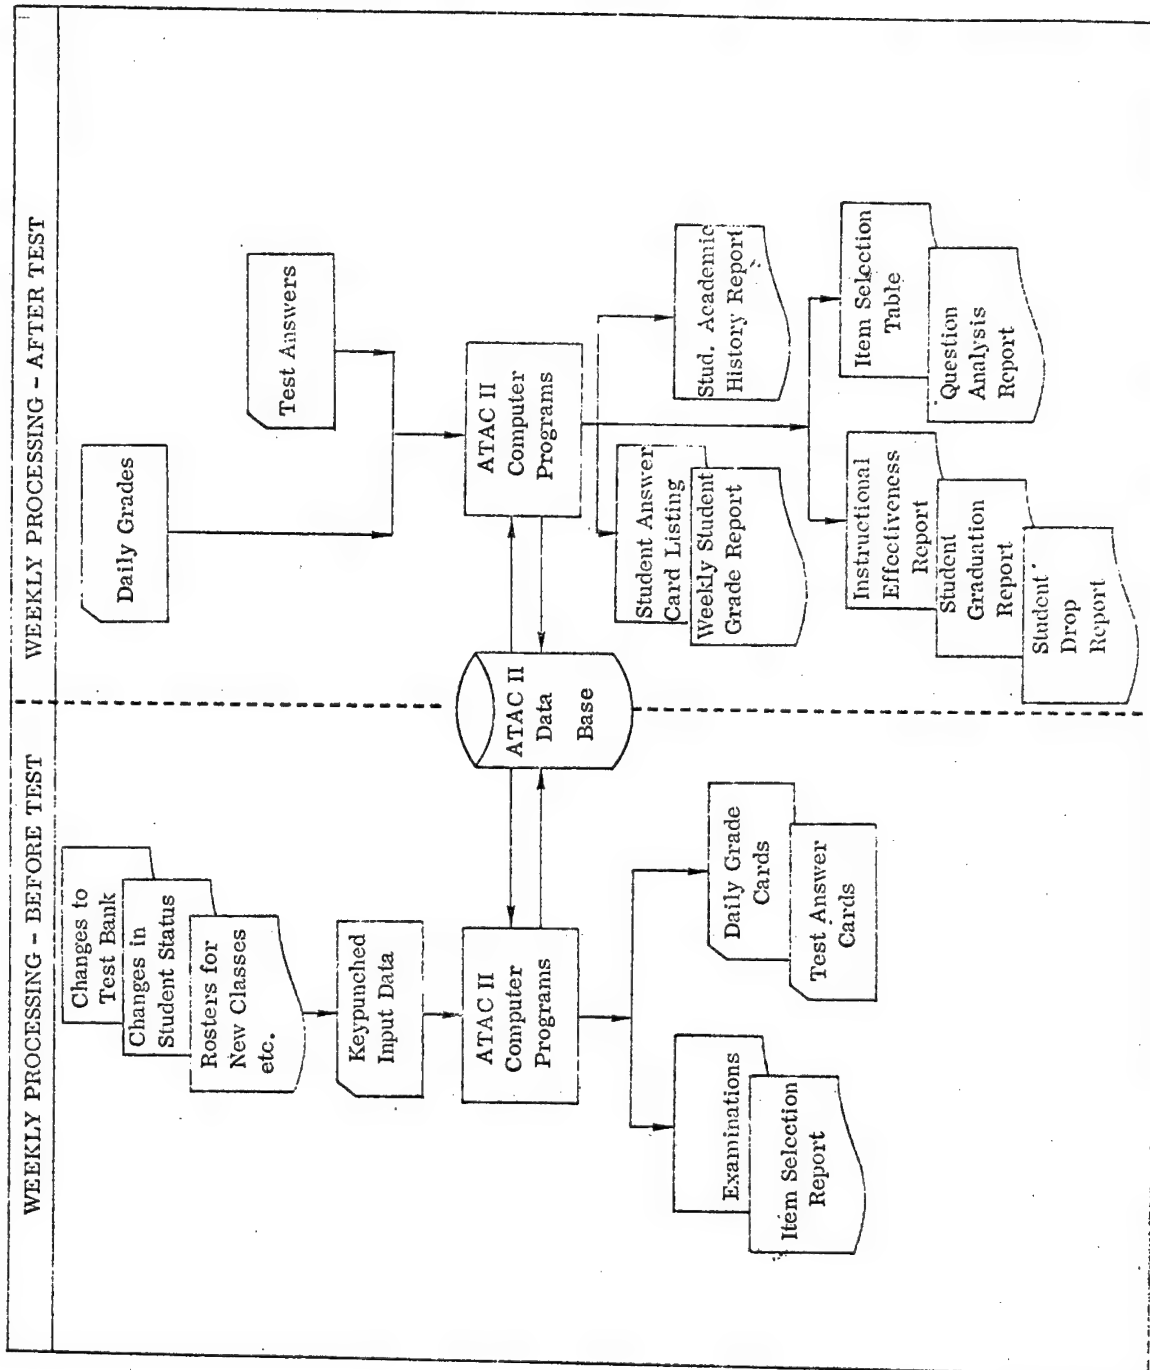 WEEKLY PROCESSING - BEFORE TEST
WEEKLY PROCESSING - AFTER TEST
Changes to
Test Bank
Changes in
Student Status
Rosters for
New Classes
etc.
Keypunched
Input Data
ATAC II
Computer
Programs
Examinations
Item Selection
Report
Daily Grade
Cards
Test Answer
Cards
ATAC II
Data
Base
Daily Grades
Test Answers
ATAC II
Computer
Programs
Student Answer
Card Listing
Weekly Student
Grade Report
Stud. Academic
History Report
Instructional
Effectiveness
Report
Student
Graduation
Report
Student
Drop
Report
Item Selection
Table
Question
Analysis
Report